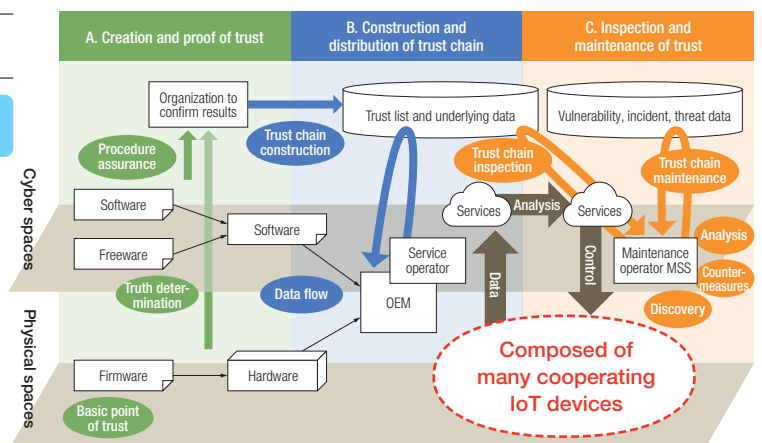 A. Creation and proof of trust
B. Construction and
distribution of trust chain
C. Inspection and
maintenance of trust
Organization to
confirm results
Trust list and underlying data
Vulnerability, incident, threat data
Procedure
assurance
Trust chain
construction
Trust chain
inspection
Trust chain
maintenance
Cyber spaces
Software
Freeware
Software
Services
Analysis
Services
Service
operator
Maintenance
operator MSS
Analysis
Counter-
measures
Truth deter-
mination
Data flow
OEM
Data
Control
Discovery
Physical spaces
Firmware
Hardware
Basic point
of trust
Composed of
many cooperating
IoT devices